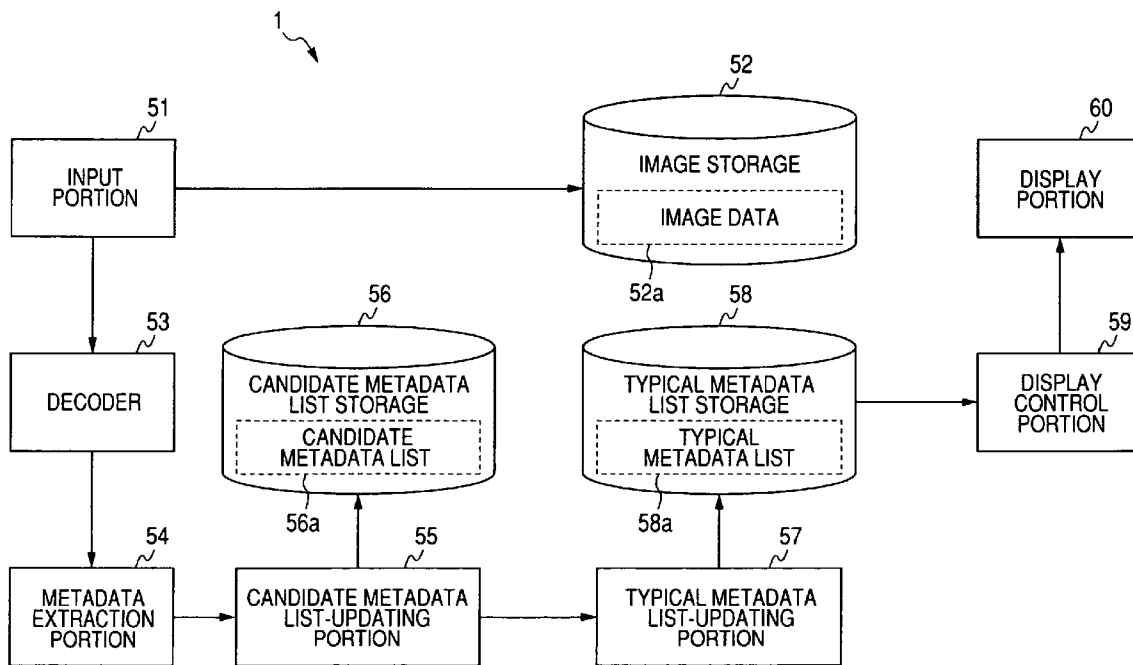 1
51
INPUT
PORTION
52
IMAGE STORAGE
IMAGE DATA
52a
60
DISPLAY
PORTION
53
DECODER
56
CANDIDATE METADATA
LIST STORAGE
CANDIDATE
METADATA LIST
56a
58
TYPICAL METADATA
LIST STORAGE
TYPICAL
METADATA LIST
58a
59
DISPLAY
CONTROL
PORTION
54
METADATA
EXTRACTION
PORTION
55
CANDIDATE METADATA
LIST-UPDATING
PORTION
57
TYPICAL METADATA
LIST-UPDATING
PORTION